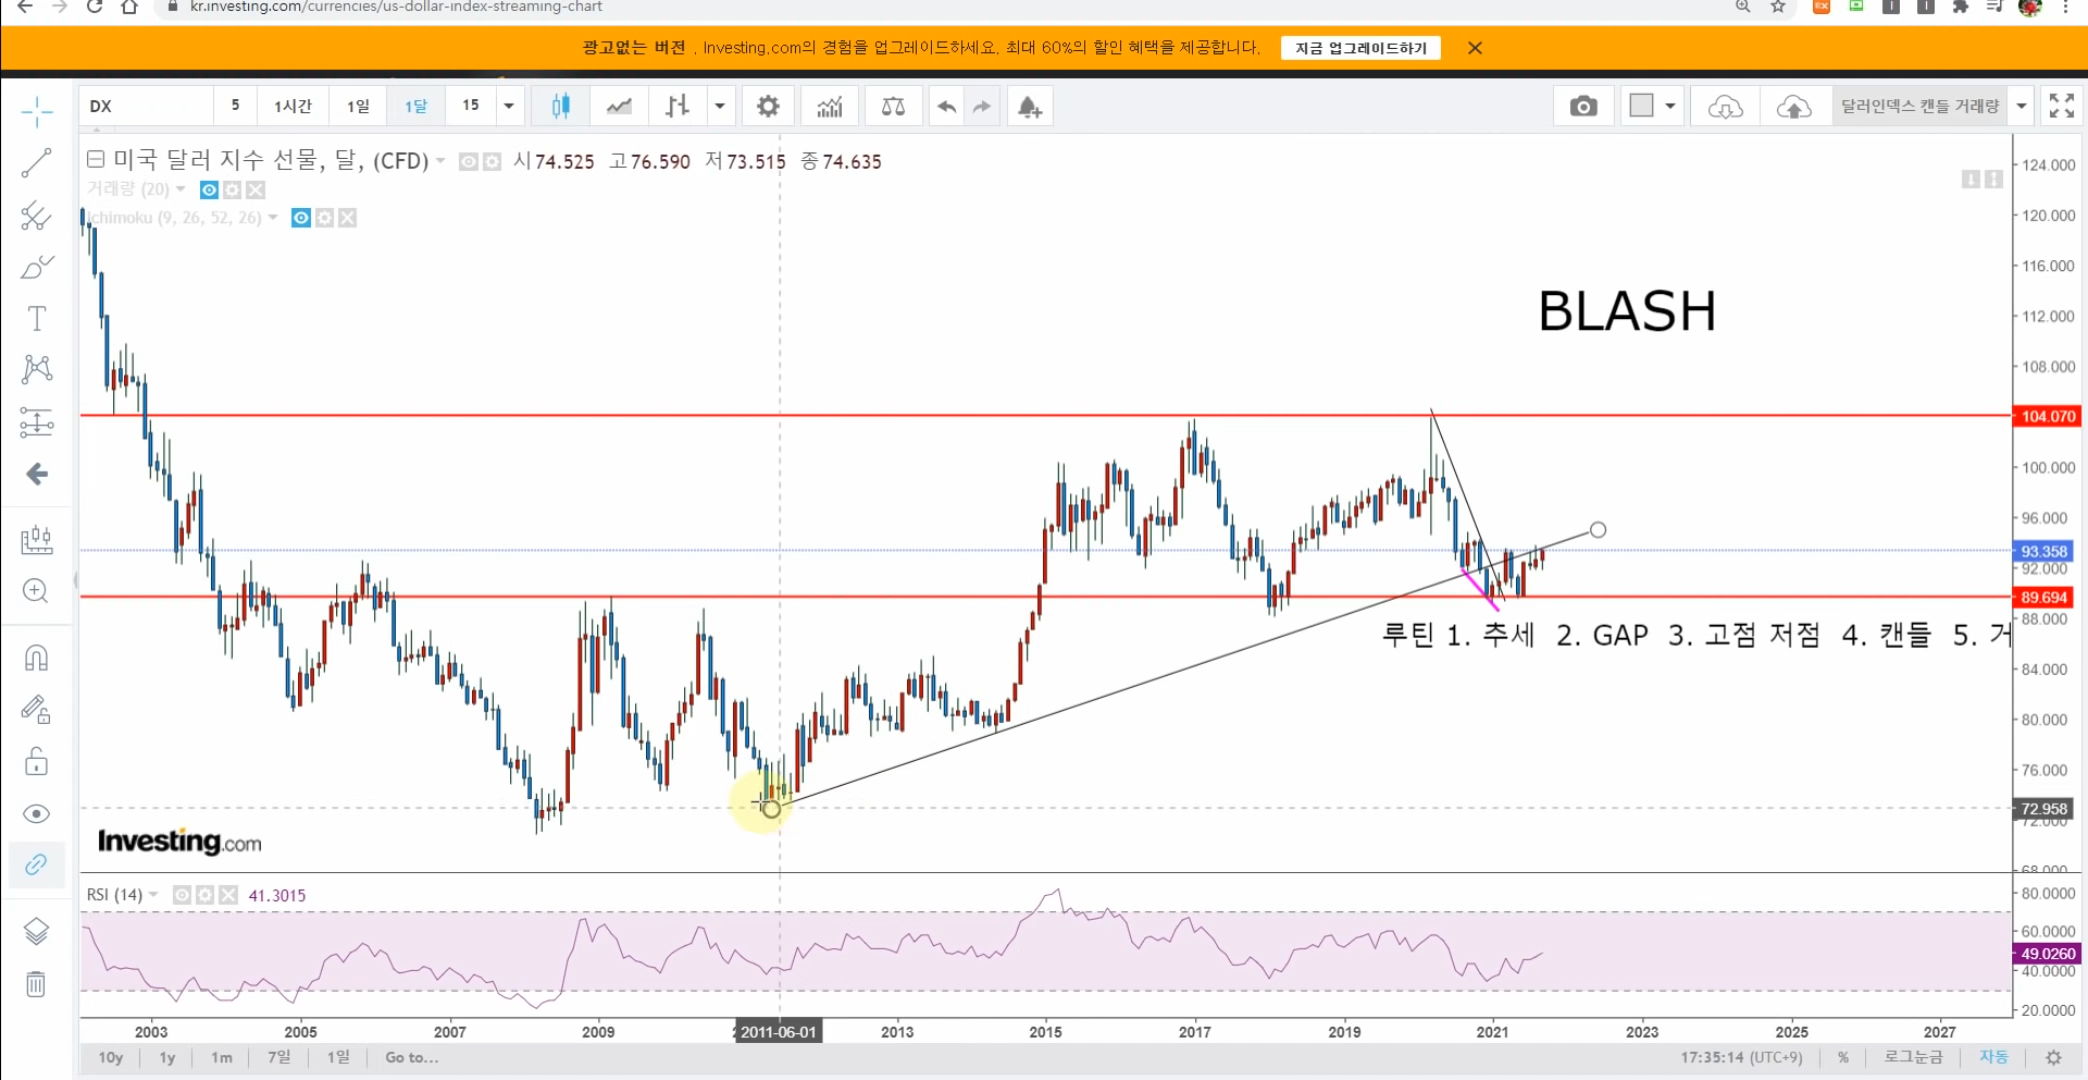 kr.investing.com/currencies/us-dollar-index-streaming-chart
광고없는 버전 . Investing.com의 경험을 업그레이드하세요. 최대 60%의 할인 혜택을 제공합니다. 지금 업그레이드하기
DX 5 1시간 1일 1달 15 달러인덱스 캔들 거래량
미국 달러 지수 선물, 달, (CFD) 시74.525 고76.590 저73.515 종74.635
거래량 (20)
Ichimoku (9, 26, 52, 26)
124.000
120.000
116.000
BLASH
112.000
108.000
104.070
100.000
96.000
93.358
92.000
89.694
88.000
루틴 1. 추세 2. GAP 3. 고점 저점 4. 캔들 5. 거
84.000
80.000
76.000
72.958
72.000
Investing.com
68.000
RSI (14) 41.3015
80.0000
60.0000
49.0260
40.0000
20.0000
2003 2005 2007 2009 2011-06-01 2013 2015 2017 2019 2021 2023 2025 2027
10y 1y 1m 7일 1일 Go to... 17:35:14 (UTC+9) % 로그눈금 자동